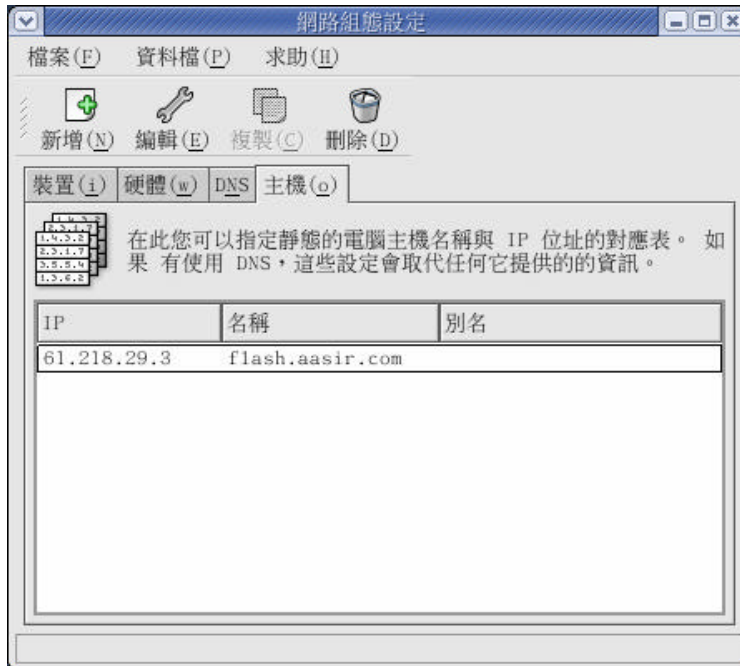 網路組態設定
檔案(F) 資料檔(P) 求助(H)
新增(N) 編輯(E) 複製(C) 刪除(D)
裝置(i) 硬體(w) DNS 主機(o)
在此您可以指定靜態的電腦主機名稱與 IP 位址的對應表。 如
果 有使用 DNS，這些設定會取代任何它提供的的資訊。
IP 名稱 別名
61.218.29.3 flash.aasir.com